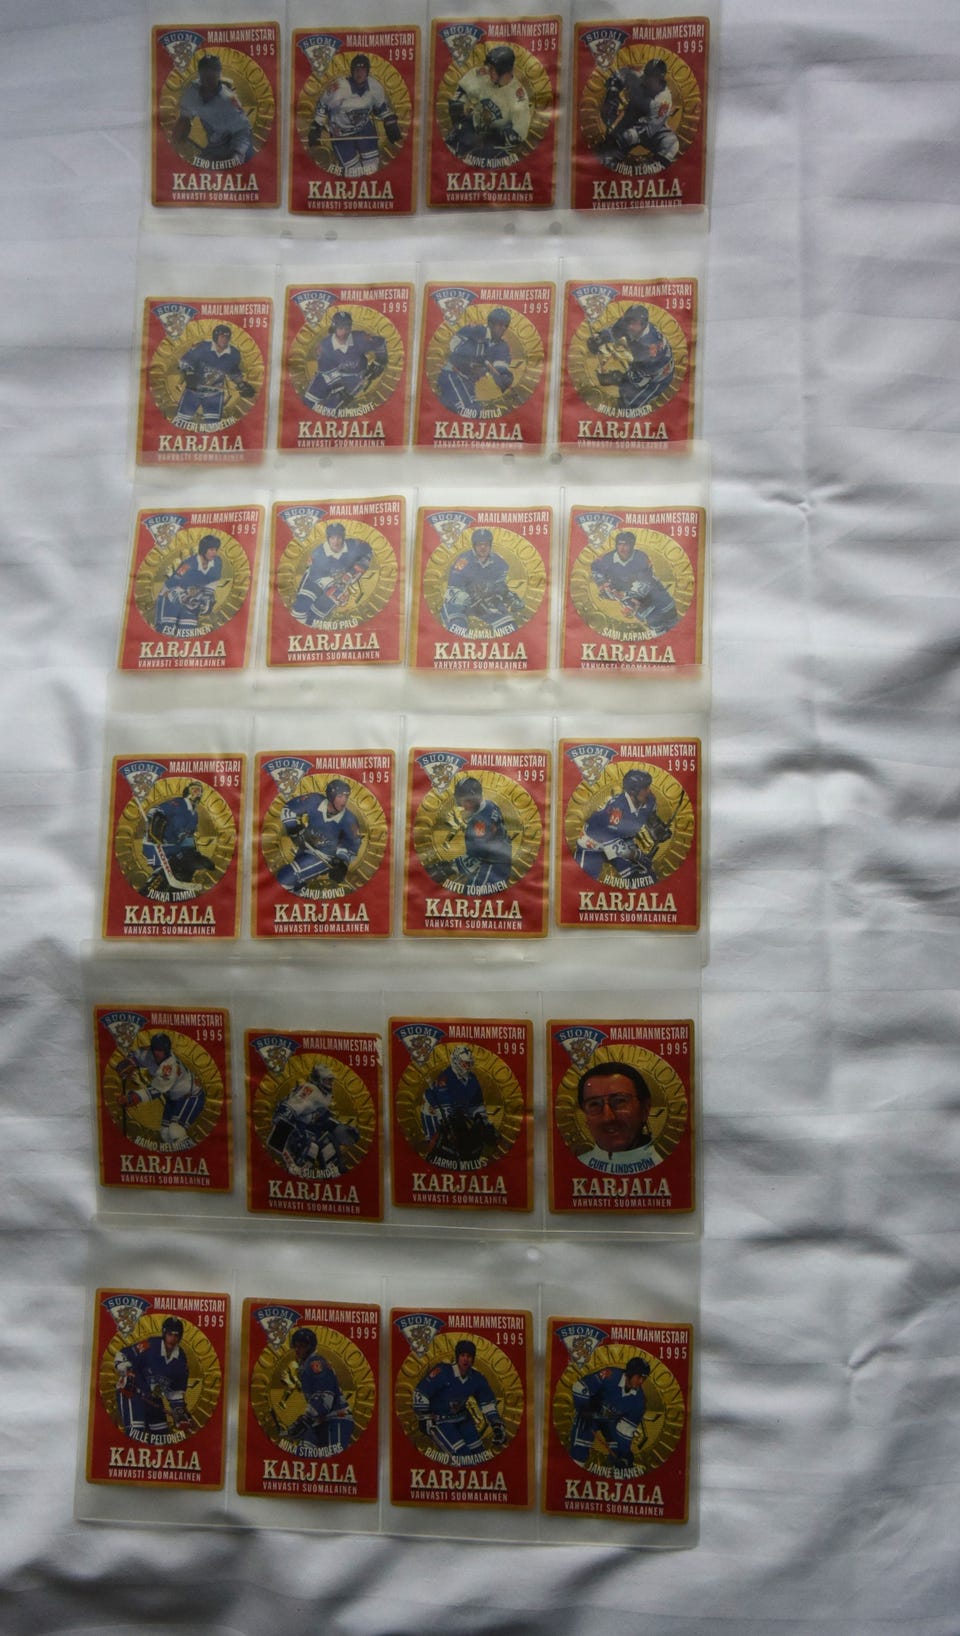 SUOMI MAAILMANMESTARI
1995
TERO LEHTERÄ
KARJALA
VAHVASTI SUOMALAINEN
SUOMI MAAILMANMESTARI
1995
JERE LEHTINEN
KARJALA
VAHVASTI SUOMALAINEN
SUOMI MAAILMANMESTARI
1995
JANNE NIINIMAA
KARJALA
VAHVASTI SUOMALAINEN
SUOMI MAAILMANMESTARI
1995
JUHA YLÖNEN
KARJALA
VAHVASTI SUOMALAINEN
SUOMI MAAILMANMESTARI
1995
PETTERI NUMMELIN
KARJALA
VAHVASTI SUOMALAINEN
SUOMI MAAILMANMESTARI
1995
MARKO KIPRUSOFF
KARJALA
VAHVASTI SUOMALAINEN
SUOMI MAAILMANMESTARI
1995
TIMO JUTILA
KARJALA
VAHVASTI SUOMALAINEN
SUOMI MAAILMANMESTARI
1995
MIKA NIEMINEN
KARJALA
VAHVASTI SUOMALAINEN
SUOMI MAAILMANMESTARI
1995
ESA KESKINEN
KARJALA
VAHVASTI SUOMALAINEN
SUOMI MAAILMANMESTARI
1995
MARKO PALO
KARJALA
VAHVASTI SUOMALAINEN
SUOMI MAAILMANMESTARI
1995
ERIK HÄMÄLÄINEN
KARJALA
VAHVASTI SUOMALAINEN
SUOMI MAAILMANMESTARI
1995
SAMI KAPANEN
KARJALA
VAHVASTI SUOMALAINEN
SUOMI MAAILMANMESTARI
1995
JUKKA TAMMI
KARJALA
VAHVASTI SUOMALAINEN
SUOMI MAAILMANMESTARI
1995
SAKU KOIVU
KARJALA
VAHVASTI SUOMALAINEN
SUOMI MAAILMANMESTARI
1995
ANTTI TÖRMÄNEN
KARJALA
VAHVASTI SUOMALAINEN
SUOMI MAAILMANMESTARI
1995
HANNU VIRTA
KARJALA
VAHVASTI SUOMALAINEN
SUOMI MAAILMANMESTARI
1995
RAIMO HELMINEN
KARJALA
VAHVASTI SUOMALAINEN
SUOMI MAAILMANMESTARI
1995
SULANDER
KARJALA
VAHVASTI SUOMALAINEN
SUOMI MAAILMANMESTARI
1995
JARMO MYLLYS
KARJALA
VAHVASTI SUOMALAINEN
SUOMI MAAILMANMESTARI
1995
CURT LINDSTRÖM
KARJALA
VAHVASTI SUOMALAINEN
SUOMI MAAILMANMESTARI
1995
VILLE PELTONEN
KARJALA
VAHVASTI SUOMALAINEN
SUOMI MAAILMANMESTARI
1995
MIKA STRÖMBERG
KARJALA
VAHVASTI SUOMALAINEN
SUOMI MAAILMANMESTARI
1995
RAIMO SUMMANEN
KARJALA
VAHVASTI SUOMALAINEN
SUOMI MAAILMANMESTARI
1995
JANNE OJANEN
KARJALA
VAHVASTI SUOMALAINEN